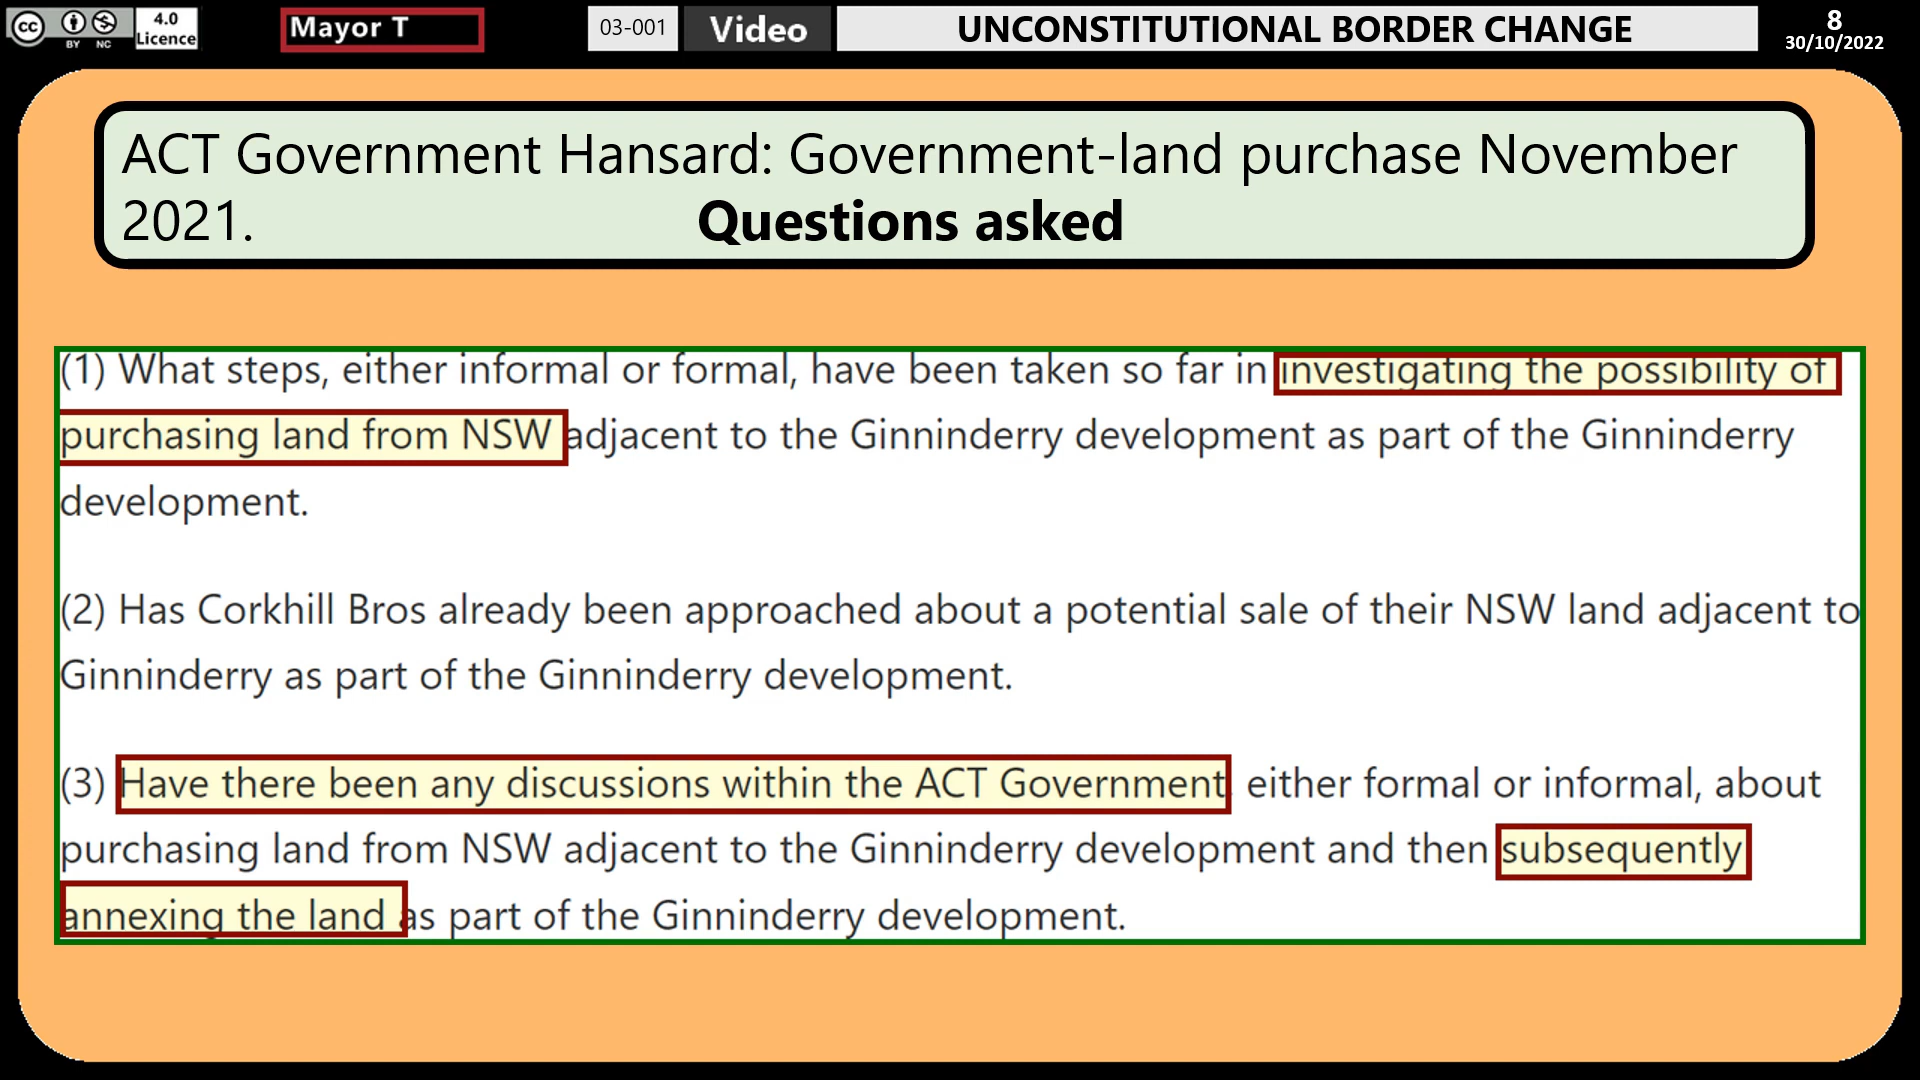 cc BY NC 4.0 Licence
Mayor T
03-001
Video
UNCONSTITUTIONAL BORDER CHANGE
8
30/10/2022
ACT Government Hansard: Government-land purchase November
2021. Questions asked
(1) What steps, either informal or formal, have been taken so far in investigating the possibility of
purchasing land from NSW adjacent to the Ginninderry development as part of the Ginninderry
development.
(2) Has Corkhill Bros already been approached about a potential sale of their NSW land adjacent to
Ginninderry as part of the Ginninderry development.
(3) Have there been any discussions within the ACT Government, either formal or informal, about
purchasing land from NSW adjacent to the Ginninderry development and then subsequently
annexing the land as part of the Ginninderry development.